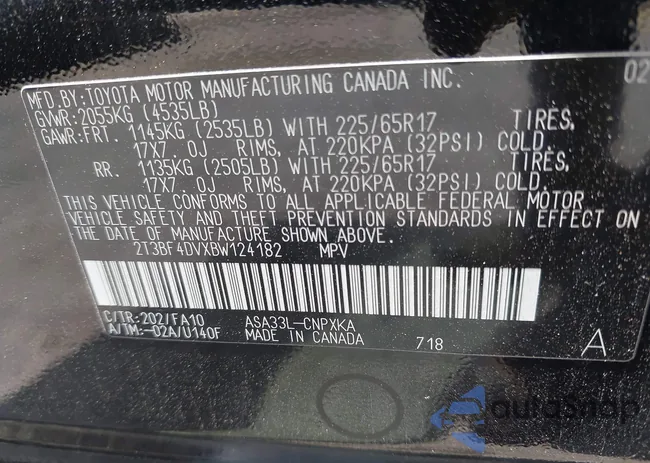 MFD. BY: TOYOTA MOTOR MANUFACTURING CANADA INC. 02
GVWR: 2055KG (4535LB)
GAWR: FRT. 1145KG (2535LB) WITH 225/65R17 TIRES,
17X7.0J RIMS, AT 220KPA (32PSI) COLD.
RR. 1135KG (2505LB) WITH 225/65R17 TIRES,
17X7.0J RIMS, AT 220KPA (32PSI) COLD.
THIS VEHICLE CONFORMS TO ALL APPLICABLE FEDERAL MOTOR
VEHICLE SAFETY AND THEFT PREVENTION STANDARDS IN EFFECT ON
THE DATE OF MANUFACTURE SHOWN ABOVE.
2T3BF4DVXBW124182 MPV
C/TR: 202/FA10 ASA33L-CNPXKA
A/TM: -02A/U140F MADE IN CANADA 718 A
autosnap